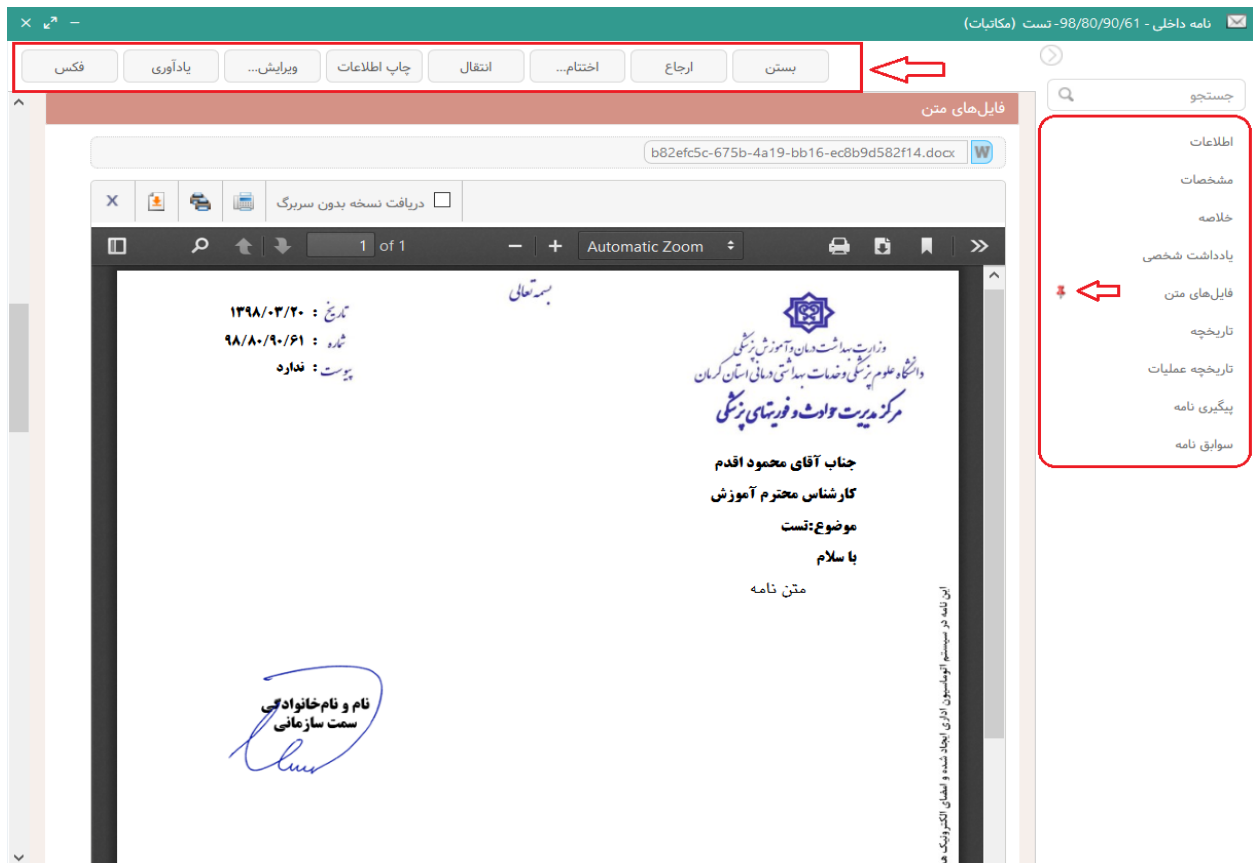 نامه داخلی - 98/80/90/61- تست (مکاتبات)
بستن
ارجاع
اختتام...
انتقال
چاپ اطلاعات
ویرایش...
یادآوری
فکس
جستجو
اطلاعات
مشخصات
خلاصه
یادداشت شخصی
فایل‌های متن
تاریخچه
تاریخچه عملیات
پیگیری نامه
سوابق نامه
فایل‌های متن
b82efc5c-675b-4a19-bb16-ec8b9d582f14.docx
دریافت نسخه بدون سربرگ
1 of 1
Automatic Zoom
بسمه تعالی
تاریخ : ۱۳۹۸/۰۳/۲۰
شماره : ۹۸/۸۰/۹۰/۶۱
پیوست : ندارد
وزارت بهداشت درمان و آموزش پزشکی
دانشگاه علوم پزشکی و خدمات بهداشتی درمانی استان کرمان
مرکز مدیریت حوادث و فوریتهای پزشکی
جناب آقای محمود اقدم
کارشناس محترم آموزش
موضوع:تست
با سلام
متن نامه
نام و نام‌خانوادگی
سمت سازمانی
این نامه در سیستم اتوماسیون اداری ایجاد شده و امضای الکترونیک